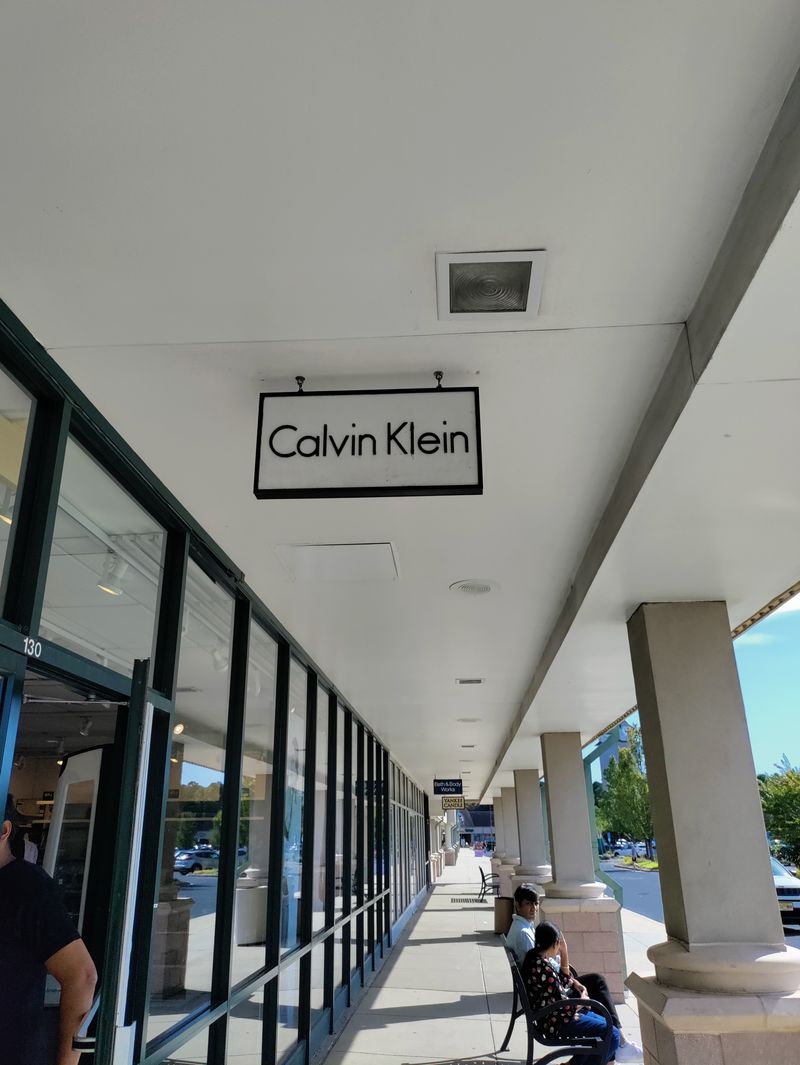 Calvin Klein
130
Bath & Body
Works
YANKEE
CANDLE